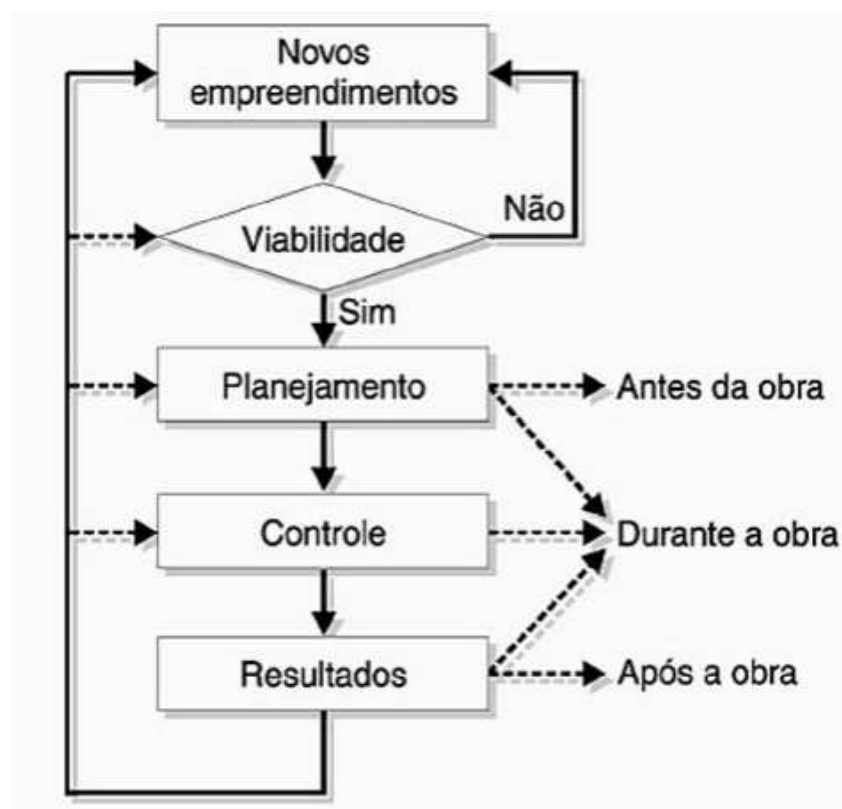 Novos
empreendimentos
Não
Viabilidade
Sim
Planejamento
Antes da obra
Controle
Durante a obra
Resultados
Após a obra